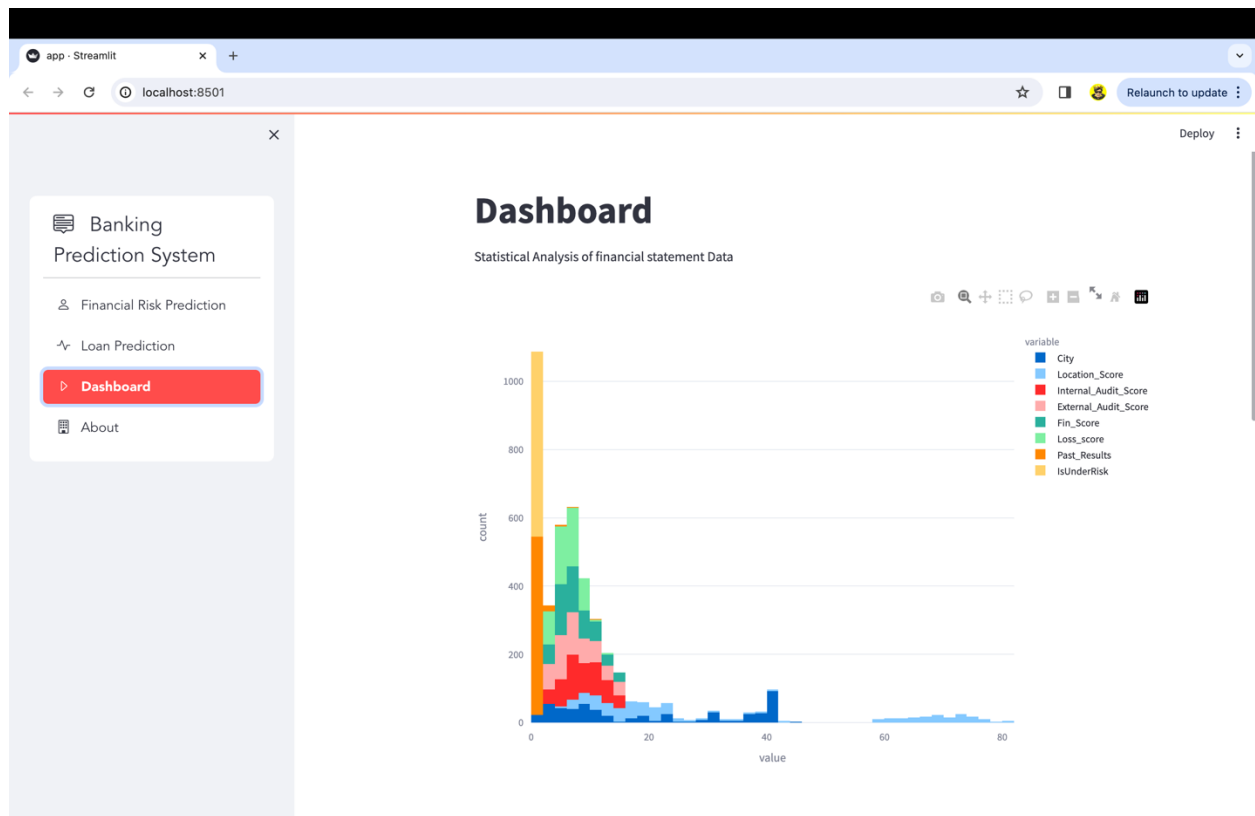 app · Streamlit
localhost:8501
Relaunch to update
Deploy
Banking
Prediction System
Financial Risk Prediction
Loan Prediction
Dashboard
About
Dashboard
Statistical Analysis of financial statement Data
variable
City
Location_Score
Internal_Audit_Score
External_Audit_Score
Fin_Score
Loss_score
Past_Results
IsUnderRisk
count
1000
800
600
400
200
0
0
20
40
60
80
value